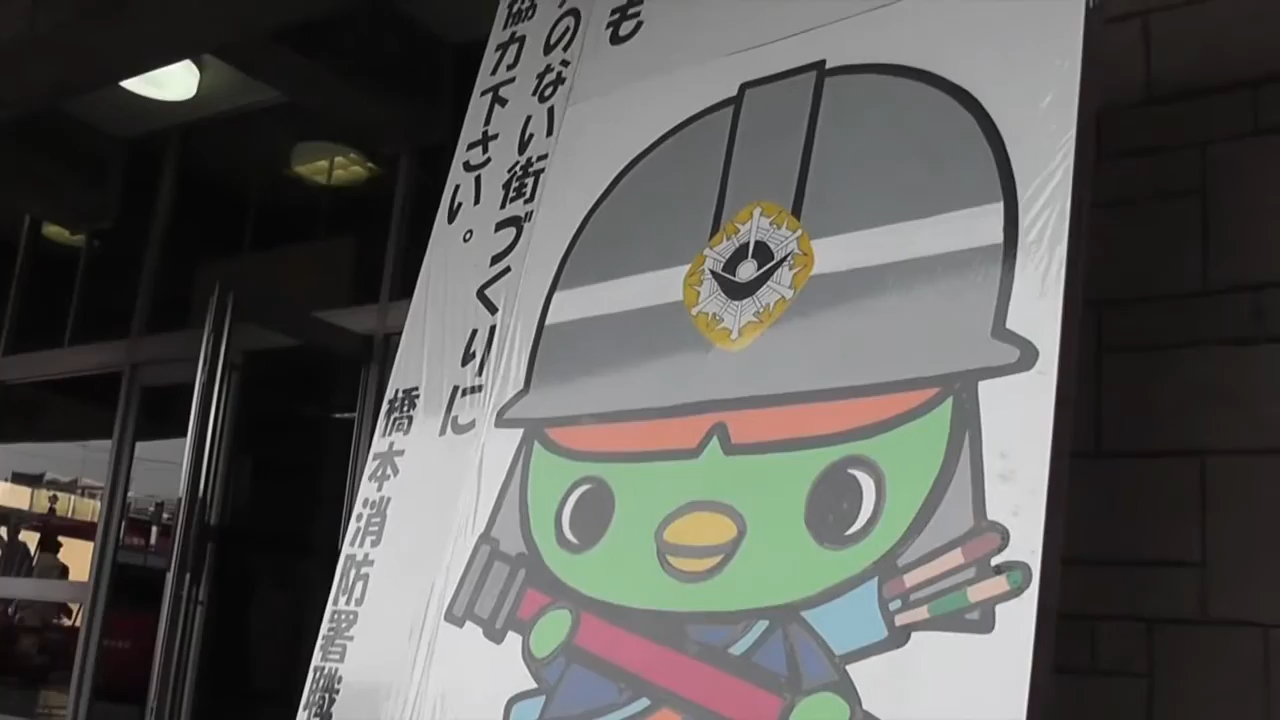 も
のない街づくりに
協力下さい。
橋本消防署職